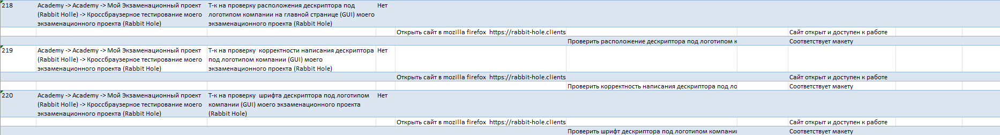 218
Academy -> Academy -> Мой Экзаменационный проект
(Rabbit Holle) -> Кроссбраузерное тестирование моего
экзаменационного проекта (Rabbit Hole)
Т-к на проверку расположения дескриптора под
логотипом компании на главной странице (GUI) моего
экзаменационного проекта (Rabbit Hole)
Нет
Открыть сайт в mozilla firefox  https://rabbit-hole.clients
Сайт открыт и доступен к работе
Проверить расположение дескриптора под логотипом к
Соответствует макету
219
Academy -> Academy -> Мой Экзаменационный проект
(Rabbit Holle) -> Кроссбраузерное тестирование моего
экзаменационного проекта (Rabbit Hole)
Т-к на проверку  корректности написания дескриптора
под логотипом компании (GUI) моего
экзаменационного проекта (Rabbit Hole)
Нет
Открыть сайт в mozilla firefox  https://rabbit-hole.clients
Сайт открыт и доступен к работе
Проверить корректность написания дескриптора под ло
Соответствует макету
220
Academy -> Academy -> Мой Экзаменационный проект
(Rabbit Holle) -> Кроссбраузерное тестирование моего
экзаменационного проекта (Rabbit Hole)
Т-к на проверку  шрифта дескриптора под логотипом
компании (GUI) моего экзаменационного проекта
(Rabbit Hole)
Нет
Открыть сайт в mozilla firefox  https://rabbit-hole.clients
Сайт открыт и доступен к работе
Проверить шрифт дескриптора под логотипом компани
Соответствует макету